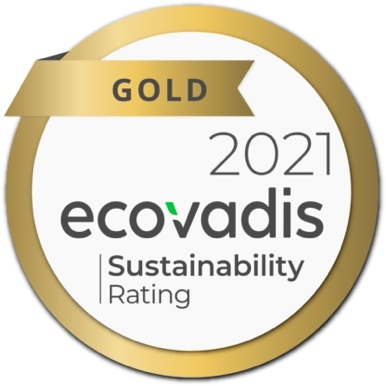 GOLD
2021
ecovadis
Sustainability
Rating